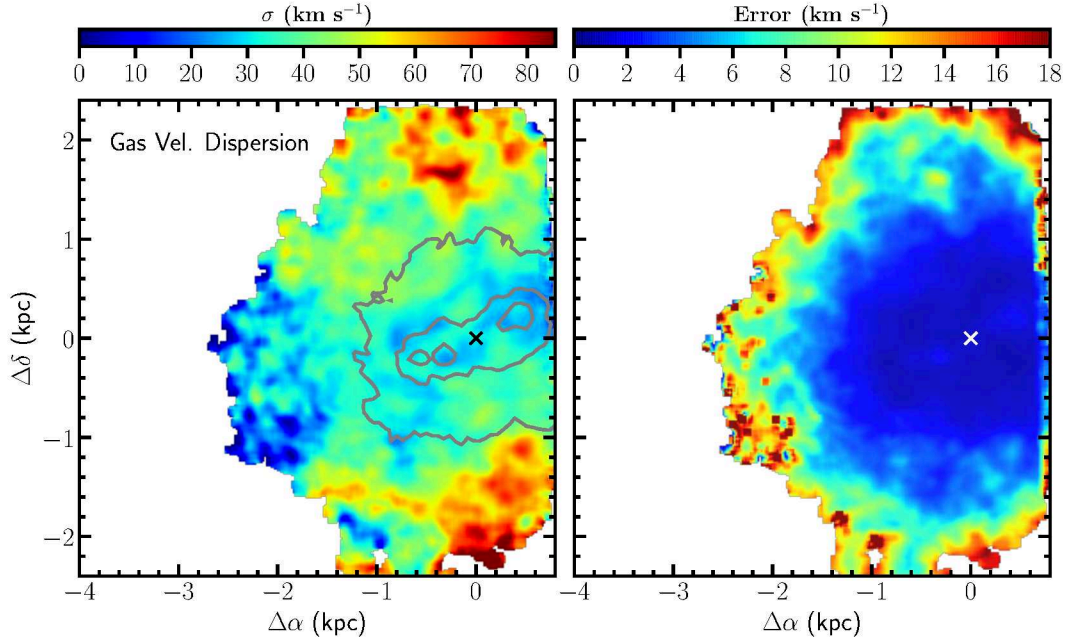 σ (km s⁻¹)
0 10 20 30 40 50 60 70 80
Error (km s⁻¹)
0 2 4 6 8 10 12 14 16 18
Gas Vel. Dispersion
Δδ (kpc)
2
1
0
−1
−2
−4 −3 −2 −1 0
Δα (kpc)
−4 −3 −2 −1 0
Δα (kpc)